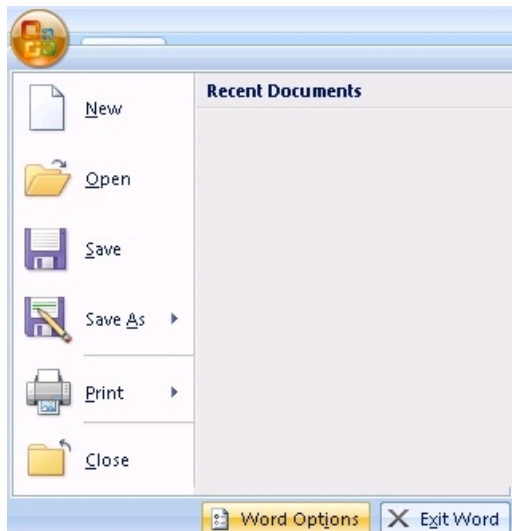 Recent Documents
New
Open
Save
Save As
Print
Close
Word Options
Exit Word